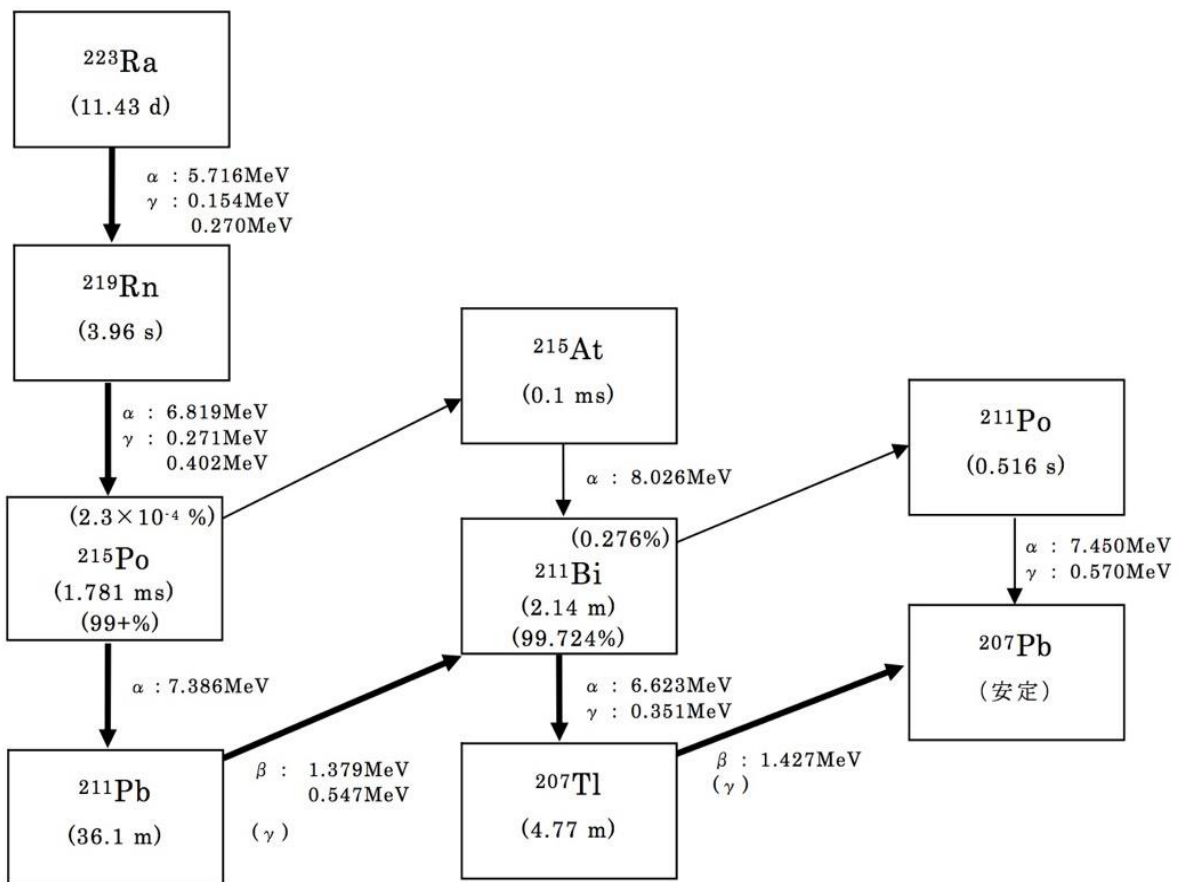 ²²³Ra
(11.43 d)
α : 5.716MeV
γ : 0.154MeV
0.270MeV
²¹⁹Rn
(3.96 s)
α : 6.819MeV
γ : 0.271MeV
0.402MeV
(2.3×10⁻⁴ %)
²¹⁵Po
(1.781 ms)
(99+%)
α:7.386MeV
²¹¹Pb
(36.1 m)
β : 1.379MeV
0.547MeV
(γ)
²¹⁵At
(0.1 ms)
α : 8.026MeV
(0.276%)
²¹¹Bi
(2.14 m)
(99.724%)
α : 6.623MeV
γ : 0.351MeV
²⁰⁷Tl
(4.77 m)
β : 1.427MeV
(γ)
²¹¹Po
(0.516 s)
α : 7.450MeV
γ : 0.570MeV
²⁰⁷Pb
(安定)